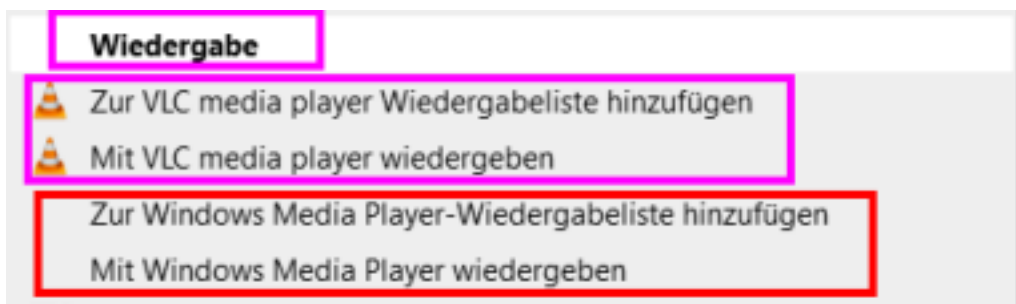 Wiedergabe
Zur VLC media player Wiedergabeliste hinzufügen
Mit VLC media player wiedergeben
Zur Windows Media Player-Wiedergabeliste hinzufügen
Mit Windows Media Player wiedergeben